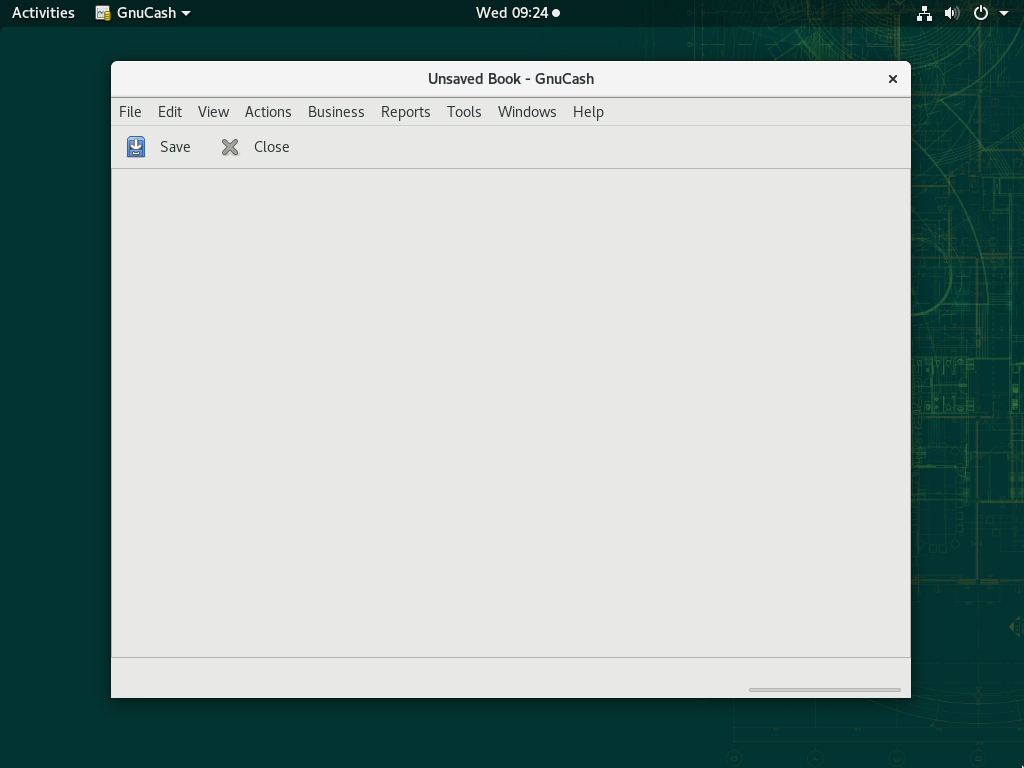 Activities GnuCash Wed 09:24
Unsaved Book - GnuCash
File Edit View Actions Business Reports Tools Windows Help
Save Close